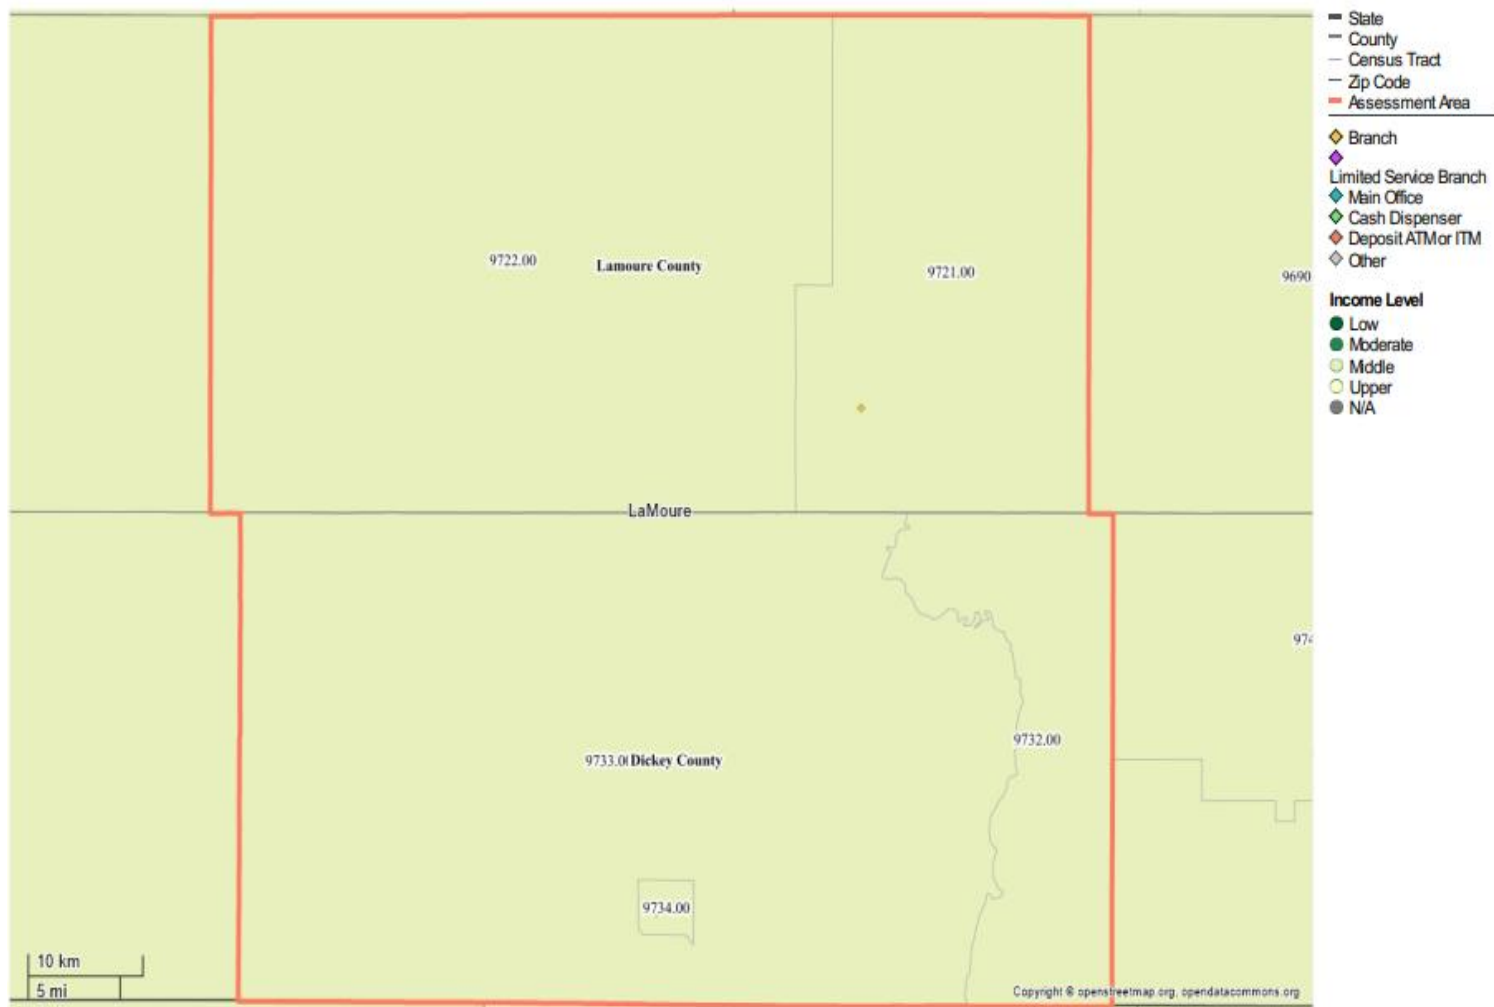 State
County
Census Tract
Zip Code
Assessment Area
Branch
Limited Service Branch
Main Office
Cash Dispenser
Deposit ATM or ITM
Other
Income Level
Low
Moderate
Middle
Upper
N/A
9722.00
Lamoure County
9721.00
9690
LaMoure
974
9732.00
9733.0
Dickey County
9734.00
10 km
5 mi
Copyright © openstreetmap.org, opendatacommons.org